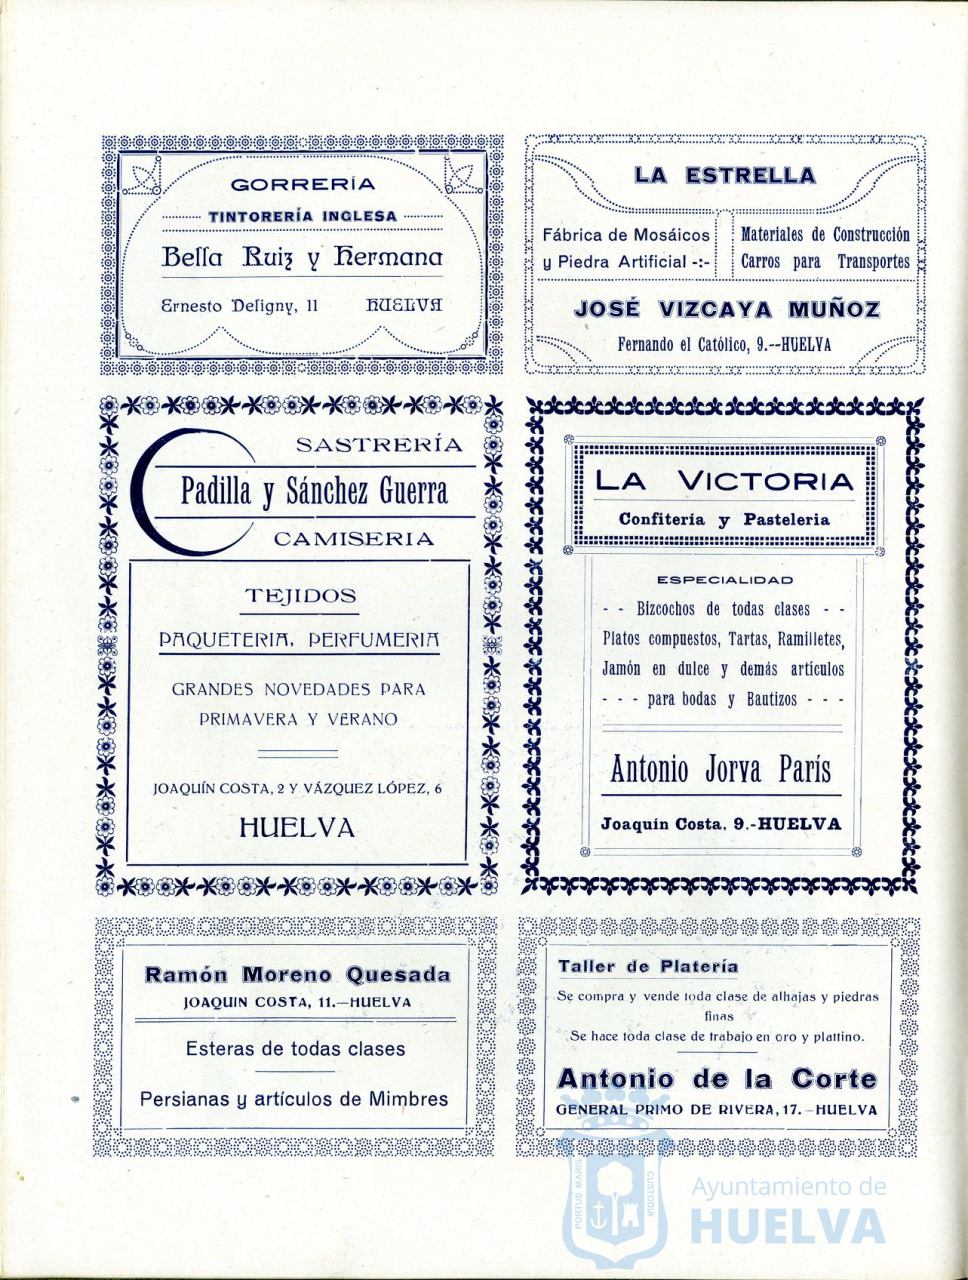 GORRERÍA
TINTORERÍA INGLESA
Bella Ruiz y Hermana
Ernesto Deligny, 11 HUELVA
LA ESTRELLA
Fábrica de Mosáicos
y Piedra Artificial -:-
Materiales de Construcción
Carros para Transportes
JOSÉ VIZCAYA MUÑOZ
Fernando el Católico, 9.--HUELVA
SASTRERÍA
Padilla y Sánchez Guerra
CAMISERIA
TEJIDOS
PAQUETERIA, PERFUMERIA
GRANDES NOVEDADES PARA
PRIMAVERA Y VERANO
JOAQUÍN COSTA, 2 Y VÁZQUEZ LÓPEZ, 6
HUELVA
LA VICTORIA
Confitería y Pasteleria
ESPECIALIDAD
- - Bizcochos de todas clases - -
Platos compuestos, Tartas, Ramilletes,
Jamón en dulce y demás artículos
- - - para bodas y Bautizos - - -
Antonio Jorva París
Joaquín Costa, 9.-HUELVA
Ramón Moreno Quesada
JOAQUIN COSTA, 11.—HUELVA
Esteras de todas clases
Persianas y artículos de Mimbres
Taller de Platería
Se compra y vende toda clase de alhajas y piedras
finas
Se hace toda clase de trabajo en oro y plattino.
Antonio de la Corte
GENERAL PRIMO DE RIVERA, 17.—HUELVA
PORTUS MARIS
CUSTODIA
Ayuntamiento de
HUELVA